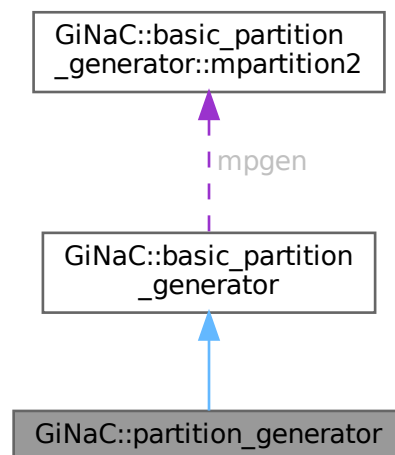 GiNaC::basic_partition
_generator::mpartition2
mpgen
GiNaC::basic_partition
_generator
GiNaC::partition_generator